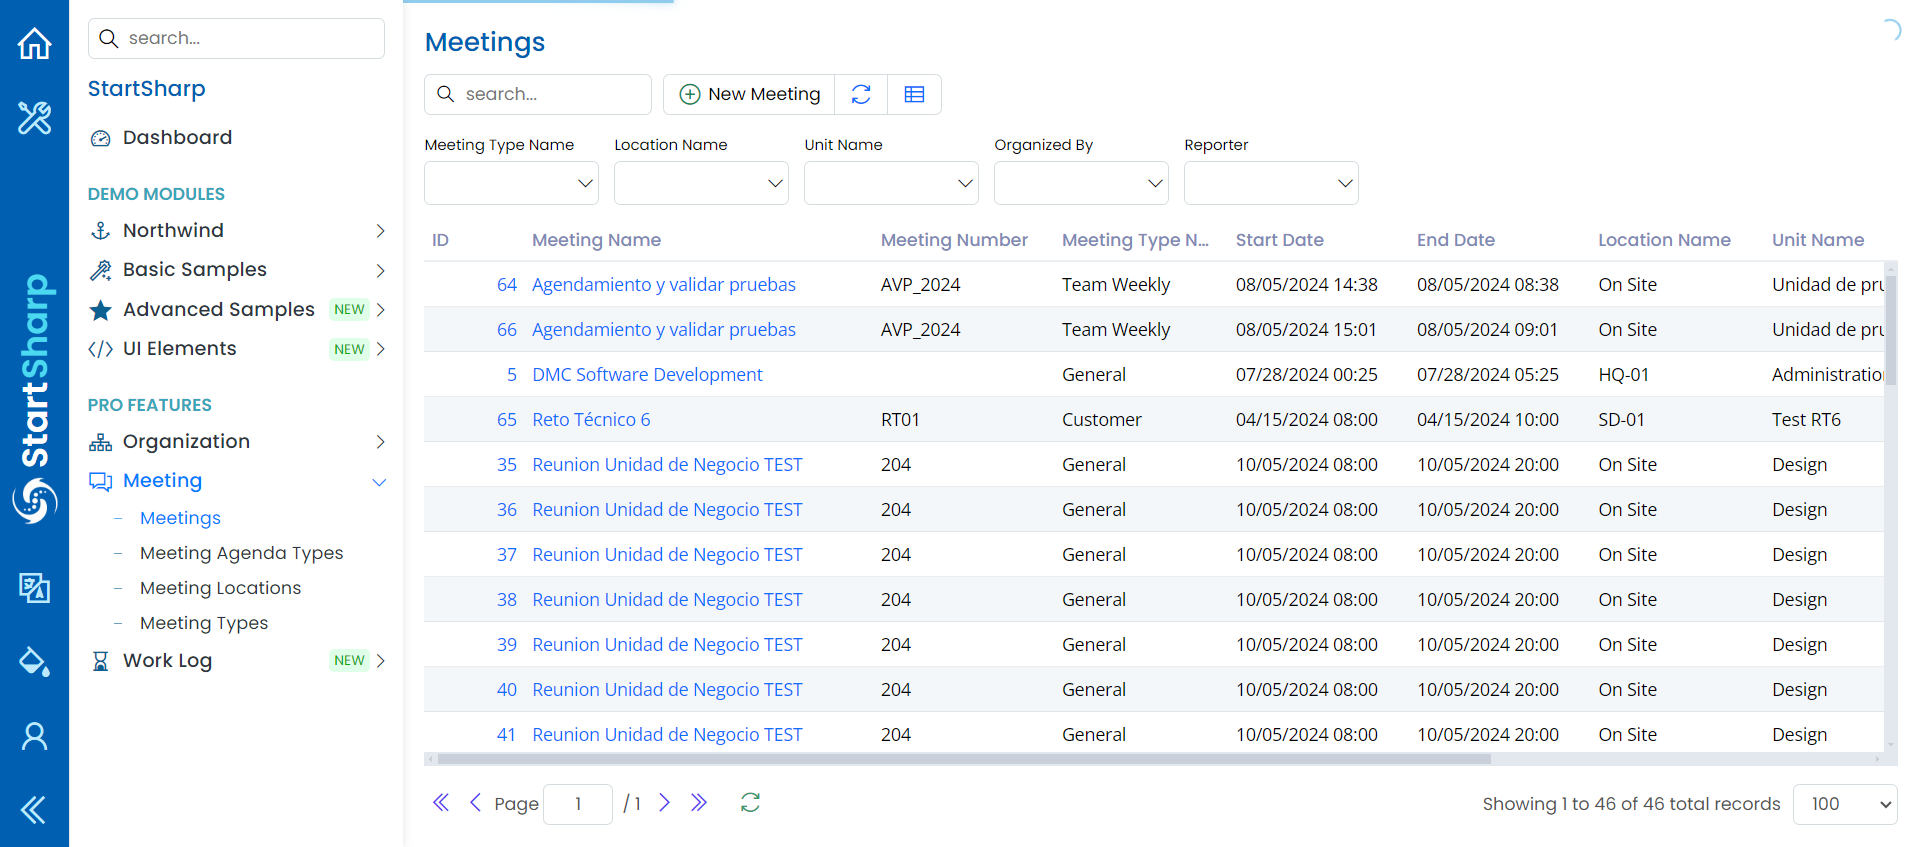 StartSharp
search...
StartSharp
Dashboard
DEMO MODULES
Northwind
Basic Samples
Advanced Samples NEW
UI Elements NEW
PRO FEATURES
Organization
Meeting
Meetings
Meeting Agenda Types
Meeting Locations
Meeting Types
Work Log NEW
Meetings
search...
New Meeting
Meeting Type Name Location Name Unit Name Organized By Reporter
ID Meeting Name Meeting Number Meeting Type N... Start Date End Date Location Name Unit Name
64 Agendamiento y validar pruebas AVP_2024 Team Weekly 08/05/2024 14:38 08/05/2024 08:38 On Site Unidad de pru
66 Agendamiento y validar pruebas AVP_2024 Team Weekly 08/05/2024 15:01 08/05/2024 09:01 On Site Unidad de pru
5 DMC Software Development General 07/28/2024 00:25 07/28/2024 05:25 HQ-01 Administratio
65 Reto Técnico 6 RT01 Customer 04/15/2024 08:00 04/15/2024 10:00 SD-01 Test RT6
35 Reunion Unidad de Negocio TEST 204 General 10/05/2024 08:00 10/05/2024 20:00 On Site Design
36 Reunion Unidad de Negocio TEST 204 General 10/05/2024 08:00 10/05/2024 20:00 On Site Design
37 Reunion Unidad de Negocio TEST 204 General 10/05/2024 08:00 10/05/2024 20:00 On Site Design
38 Reunion Unidad de Negocio TEST 204 General 10/05/2024 08:00 10/05/2024 20:00 On Site Design
39 Reunion Unidad de Negocio TEST 204 General 10/05/2024 08:00 10/05/2024 20:00 On Site Design
40 Reunion Unidad de Negocio TEST 204 General 10/05/2024 08:00 10/05/2024 20:00 On Site Design
41 Reunion Unidad de Negocio TEST 204 General 10/05/2024 08:00 10/05/2024 20:00 On Site Design
Page 1 / 1
Showing 1 to 46 of 46 total records 100